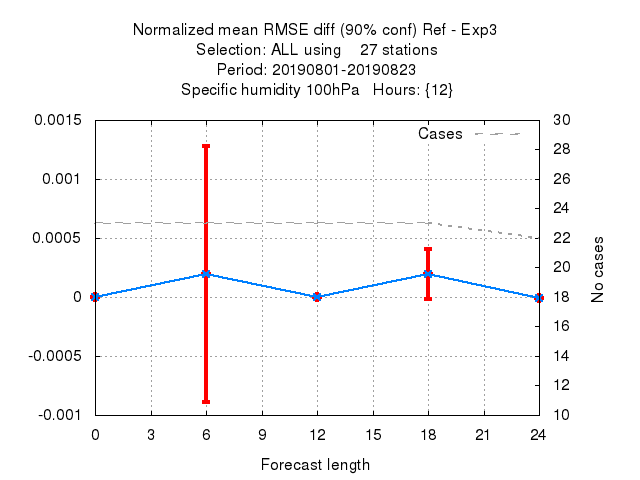 Normalized mean RMSE diff (90% conf) Ref - Exp3
Selection: ALL using    27 stations
Period: 20190801-20190823
Specific humidity 100hPa   Hours: {12}
Cases
0.0015
0.001
0.0005
0
-0.0005
-0.001
30
28
26
24
22
20
18
16
14
12
10
No cases
0 3 6 9 12 15 18 21 24
Forecast length